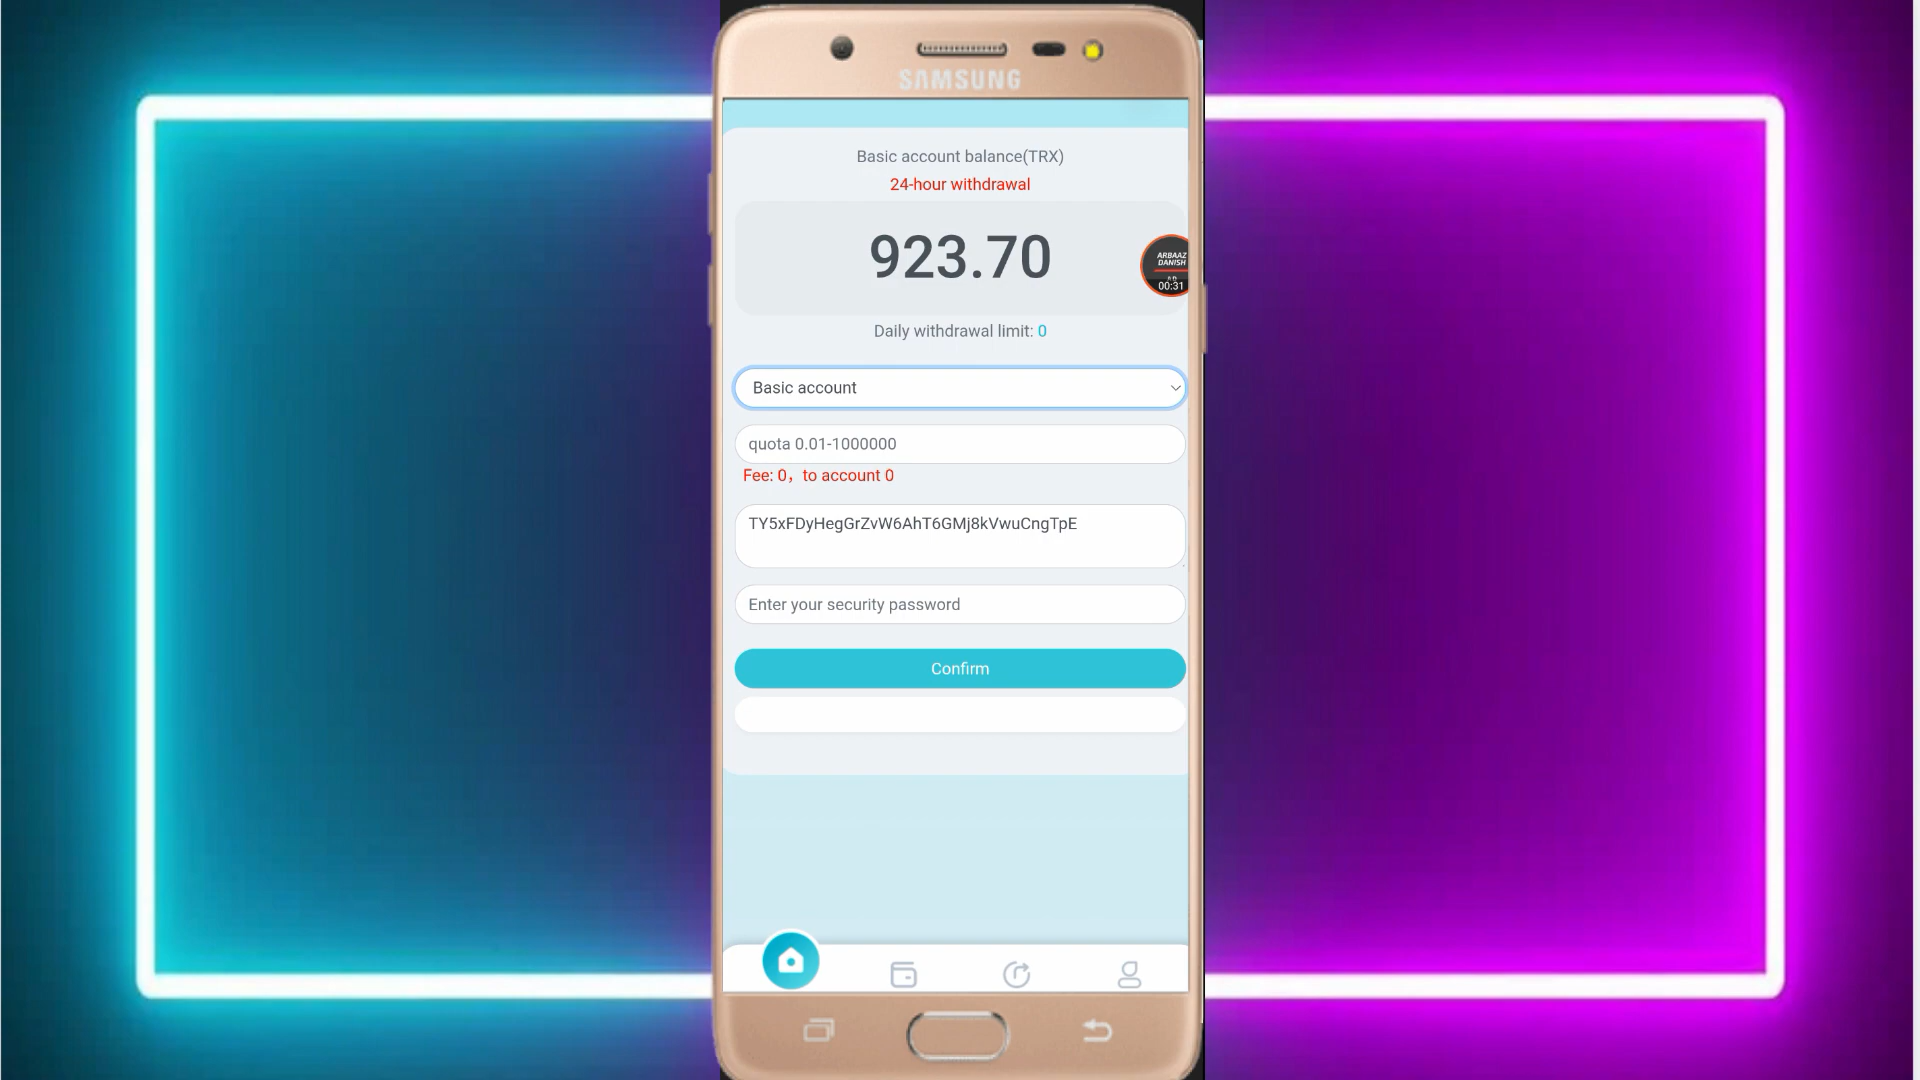 SAMSUNG
Basic account balance(TRX)
24-hour withdrawal
923.70
ARBAAZ
DANISH
00:31
Daily withdrawal limit: 0
Basic account
quota 0.01-1000000
Fee: 0, to account 0
TY5xFDyHegGrZvW6AhT6GMj8kVwuCngTpE
Enter your security password
Confirm